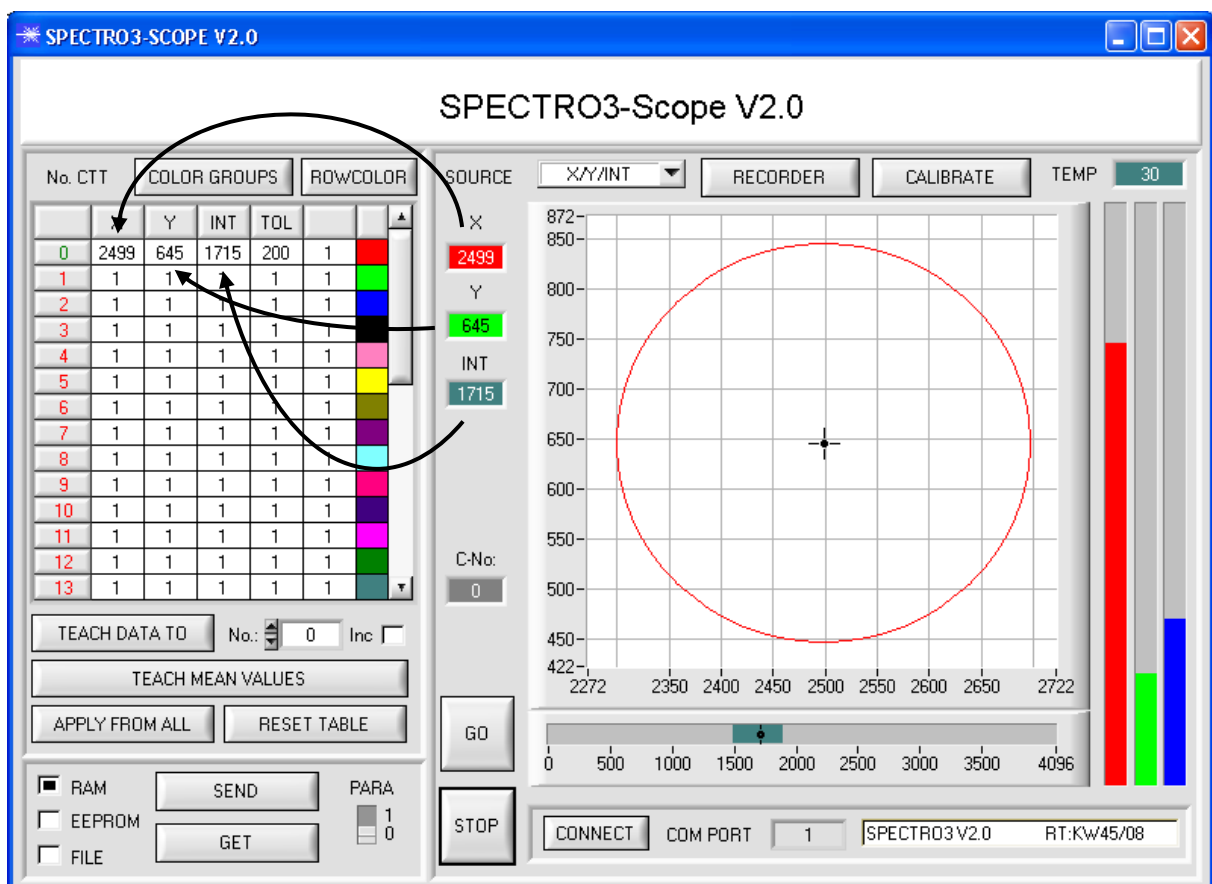 SPECTRO3-SCOPE V2.0
SPECTRO3-Scope V2.0
No. CTT COLOR GROUPS ROWCOLOR
Y INT TOL
0 2499 645 1715 200 1
1 1 1 1 1
2 1 1 1 1 1
3 1 1 1 1 1
4 1 1 1 1 1
5 1 1 1 1 1
6 1 1 1 1 1
7 1 1 1 1 1
8 1 1 1 1 1
9 1 1 1 1 1
10 1 1 1 1 1
11 1 1 1 1 1
12 1 1 1 1 1
13 1 1 1 1 1
TEACH DATA TO No.: 0 Inc
TEACH MEAN VALUES
APPLY FROM ALL RESET TABLE
RAM SEND PARA
EEPROM 1
GET 0
FILE
SOURCE X/Y/INT RECORDER CALIBRATE TEMP 30
X
2499
Y
645
INT
1715
C-No:
0
GO
STOP
872
850
800
750
700
650
600
550
500
450
422
2272 2350 2400 2450 2500 2550 2600 2650 2722
0 500 1000 1500 2000 2500 3000 3500 4096
CONNECT COM PORT 1 SPECTRO3 V2.0 RT:KW45/08